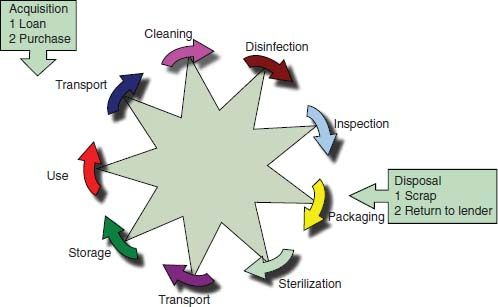 Acquisition
1 Loan
2 Purchase
Cleaning
Disinfection
Transport
Inspection
Use
Disposal
1 Scrap
2 Return to lender
Packaging
Storage
Sterilization
Transport